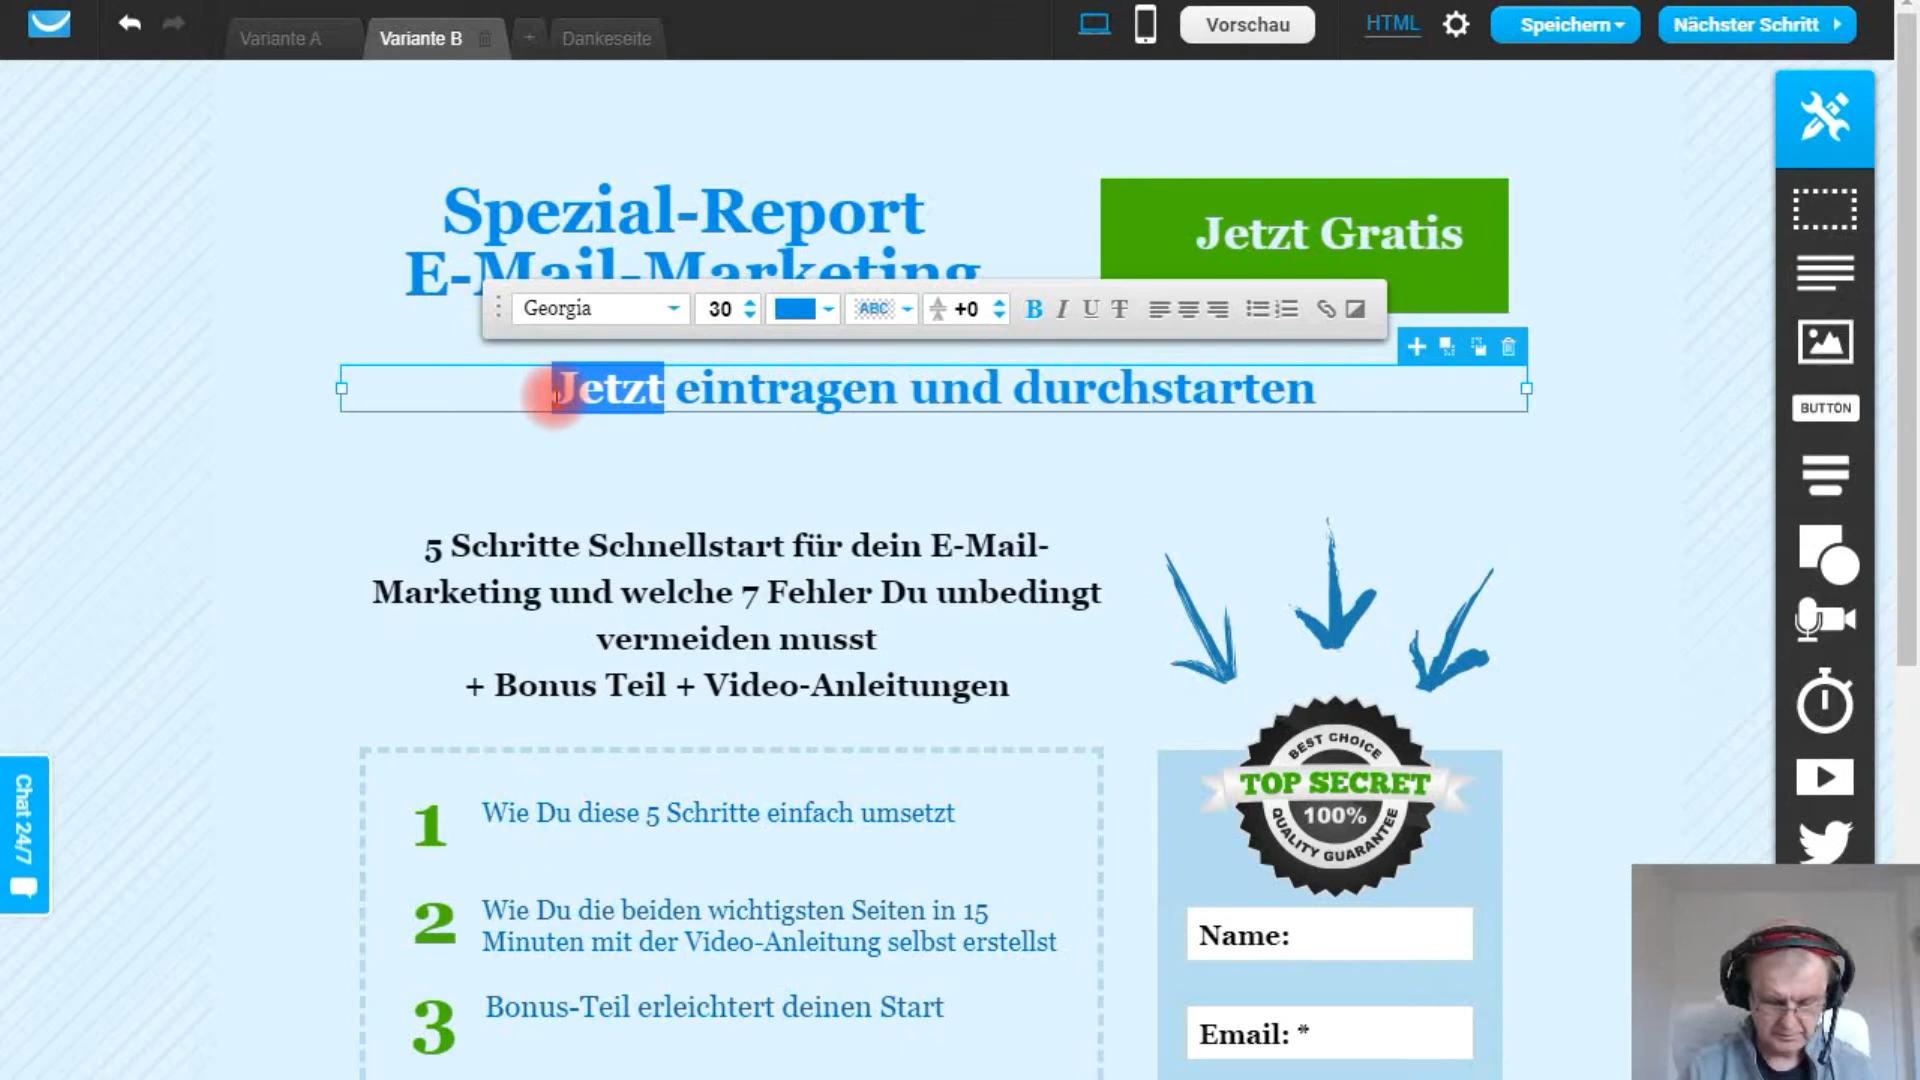 Variante A
Variante B
+
Dankeseite
Vorschau
HTML
Speichern
Nächster Schritt
Spezial-Report
E-Mail-Marketing
Jetzt Gratis
Georgia
30
ABC
+0
B I U T
Jetzt eintragen und durchstarten
BUTTON
5 Schritte Schnellstart für dein E-Mail-
Marketing und welche 7 Fehler Du unbedingt
vermeiden musst
+ Bonus Teil + Video-Anleitungen
BEST CHOICE
TOP SECRET
100%
QUALITY GUARANTEE
1 Wie Du diese 5 Schritte einfach umsetzt
2 Wie Du die beiden wichtigsten Seiten in 15
Minuten mit der Video-Anleitung selbst erstellst
3 Bonus-Teil erleichtert deinen Start
Name:
Email: *
Chat 24/7